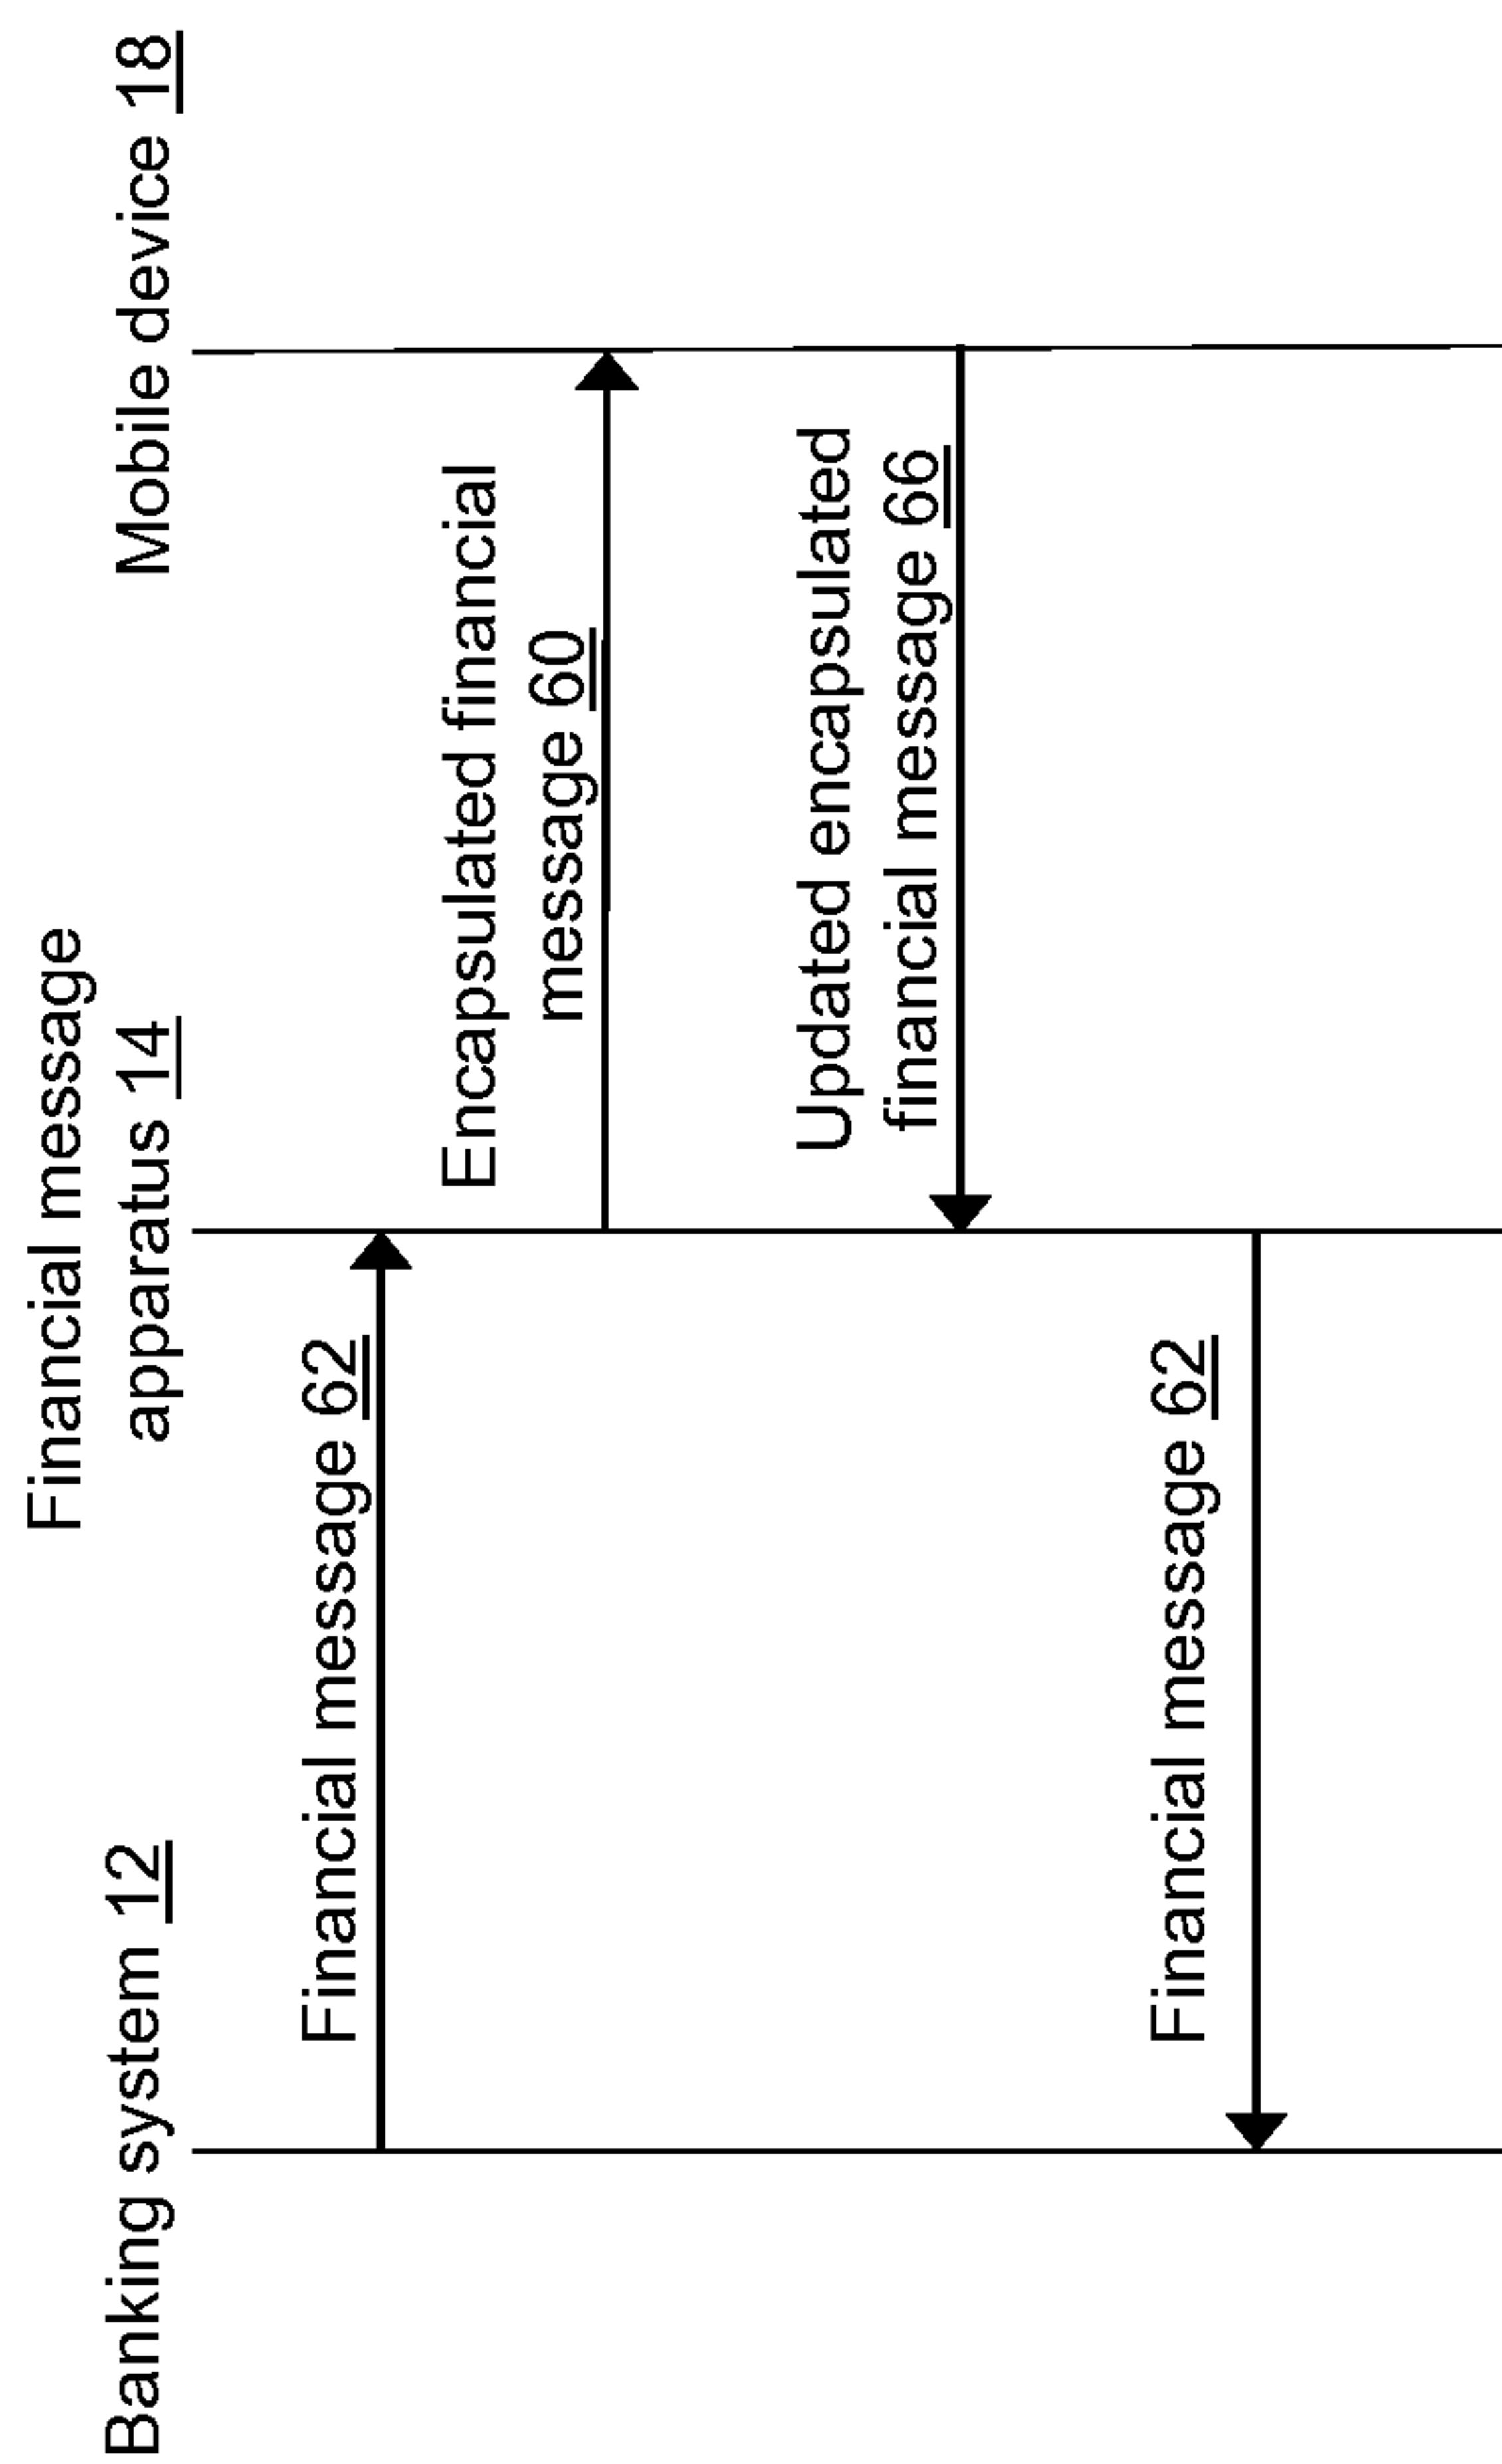 Financial message
Banking system 12
apparatus 14
Mobile device 18
Financial message 62
Encapsulated financial
message 60
Updated encapsulated
financial message 66
Financial message 62